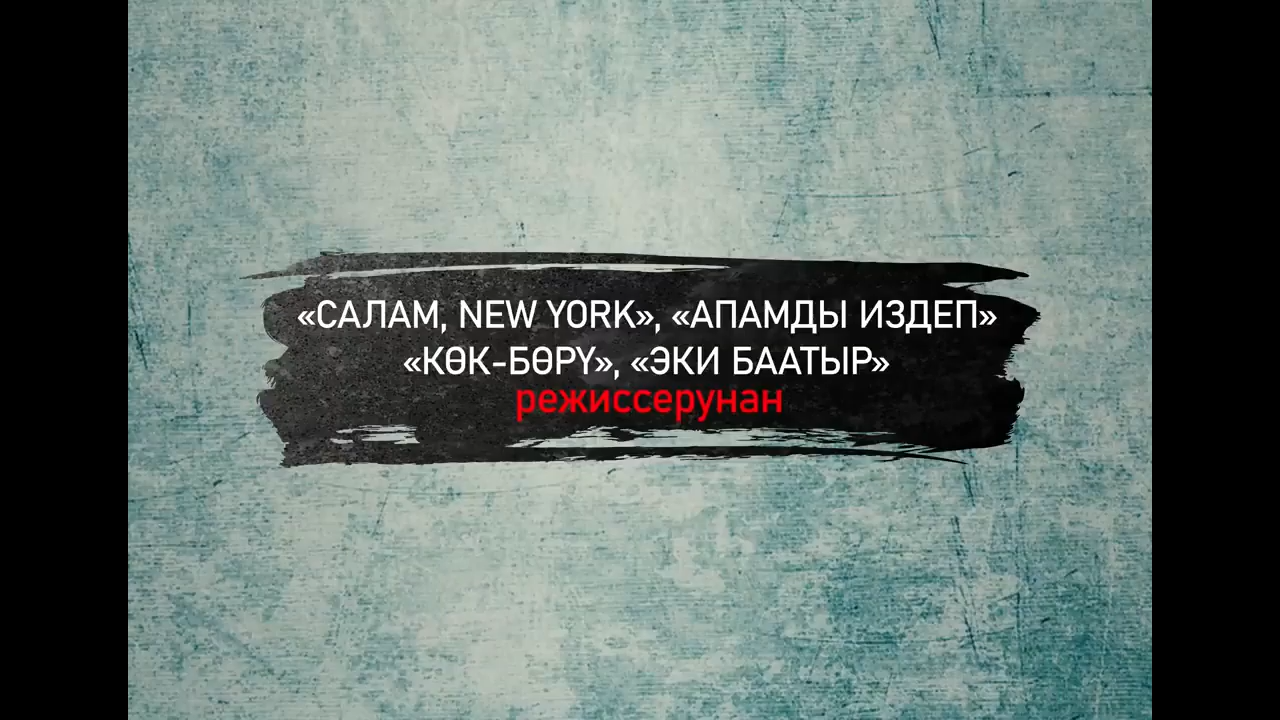 «САЛАМ, NEW YORK», «АПАМДЫ ИЗДЕП»
«КӨК-БӨРҮ», «ЭКИ БААТЫР»
режиссерунан